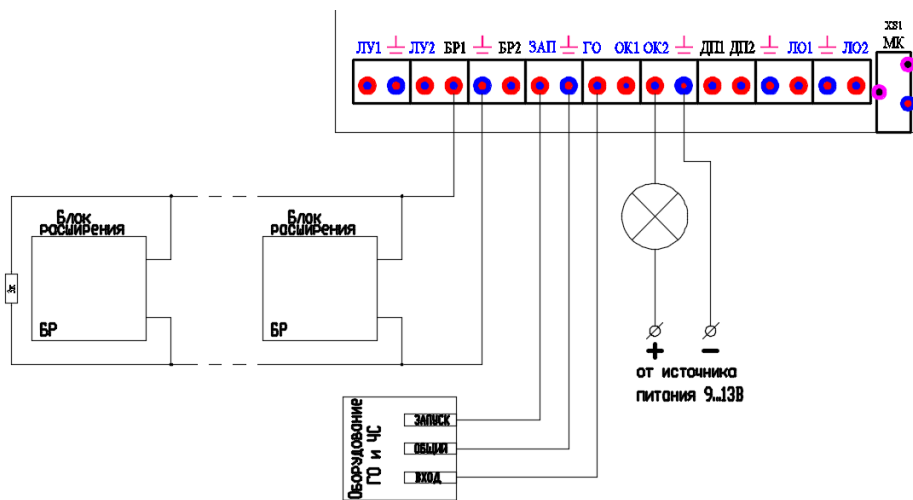 XS1
МК
ЛУ1 ЛУ2 БР1 БР2 ЗАП ГО ОК1 ОК2 ДП1 ДП2 ЛО1 ЛО2
Блок
расширения
БР
Блок
расширения
БР
3к
+ −
от источника
питания 9...13В
Оборудование
ГО и ЧС
ЗАПУСК
ОБЩИЙ
ВХОД